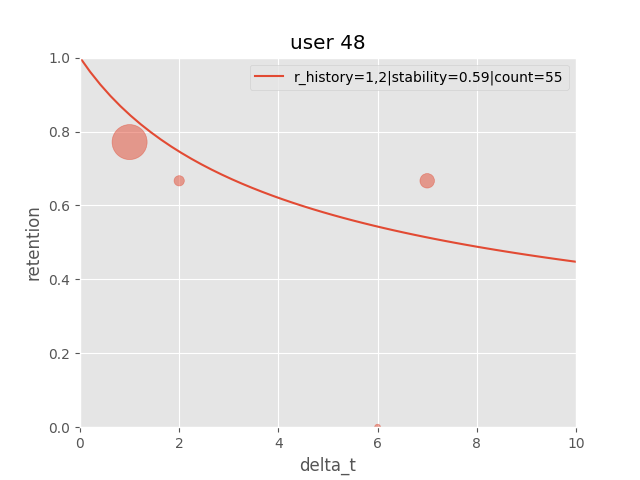 user 48
r_history=1,2|stability=0.59|count=55
1.0
0.8
0.6
0.4
0.2
0.0
retention
0 2 4 6 8 10
delta_t